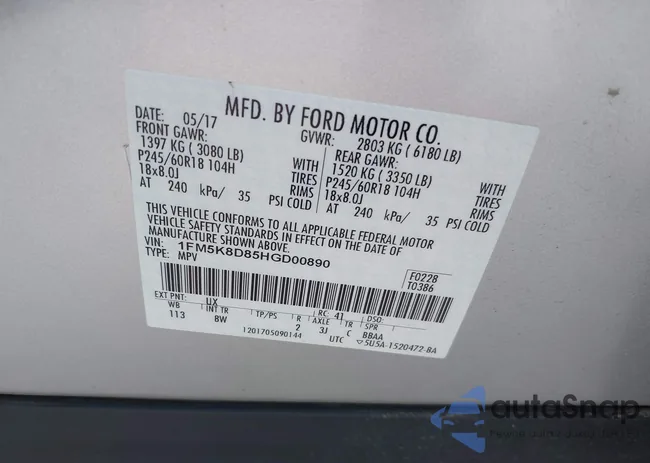 MFD. BY FORD MOTOR CO.
DATE: 05/17 GVWR: 2803 KG ( 6180 LB)
FRONT GAWR: REAR GAWR:
1397 KG ( 3080 LB) WITH 1520 KG ( 3350 LB) WITH
P245/60R18 104H TIRES P245/60R18 104H TIRES
18x8.0J RIMS 18x8.0J RIMS
AT 240 kPa/ 35 PSI COLD AT 240 kPa/ 35 PSI COLD
THIS VEHICLE CONFORMS TO ALL APPLICABLE FEDERAL MOTOR
VEHICLE SAFETY STANDARDS IN EFFECT ON THE DATE OF
MANUFACTURE SHOWN ABOVE.
VIN: 1FM5K8D85HGD00890
TYPE: MPV
F0228
T0386
EXT PNT: UX RC: 41 DSO:
WB INT TR TP/PS R AXLE TR SPR
113 8W 2 3J C BBAA
1201705090144 UTC 5U5A-1520472-BA
autoSnap